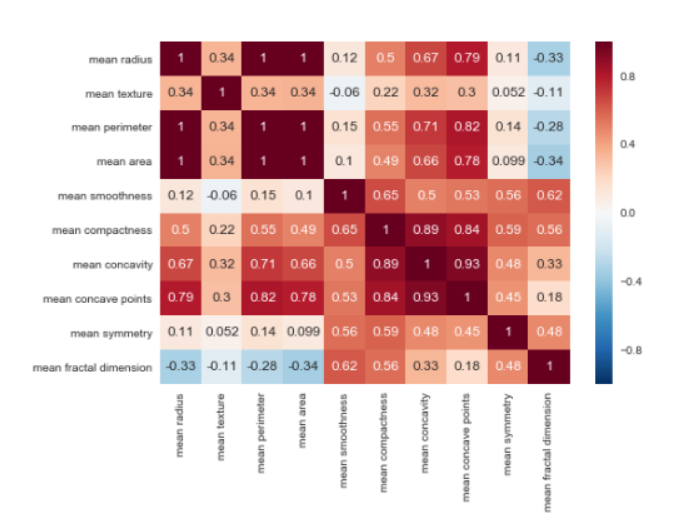 mean radius 1 0.34 1 1 0.12 0.5 0.67 0.79 0.11 -0.33
mean texture 0.34 1 0.34 0.34 -0.06 0.22 0.32 0.3 0.052 -0.11
mean perimeter 1 0.34 1 1 0.15 0.55 0.71 0.82 0.14 -0.28
mean area 1 0.34 1 1 0.1 0.49 0.66 0.78 0.099 -0.34
mean smoothness 0.12 -0.06 0.15 0.1 1 0.65 0.5 0.53 0.56 0.62
mean compactness 0.5 0.22 0.55 0.49 0.65 1 0.89 0.84 0.59 0.56
mean concavity 0.67 0.32 0.71 0.66 0.5 0.89 1 0.93 0.48 0.33
mean concave points 0.79 0.3 0.82 0.78 0.53 0.84 0.93 1 0.45 0.18
mean symmetry 0.11 0.052 0.14 0.099 0.56 0.59 0.48 0.45 1 0.48
mean fractal dimension -0.33 -0.11 -0.28 -0.34 0.62 0.56 0.33 0.18 0.48 1
mean radius
mean texture
mean perimeter
mean area
mean smoothness
mean compactness
mean concavity
mean concave points
mean symmetry
mean fractal dimension
0.8
0.4
0.0
−0.4
−0.8